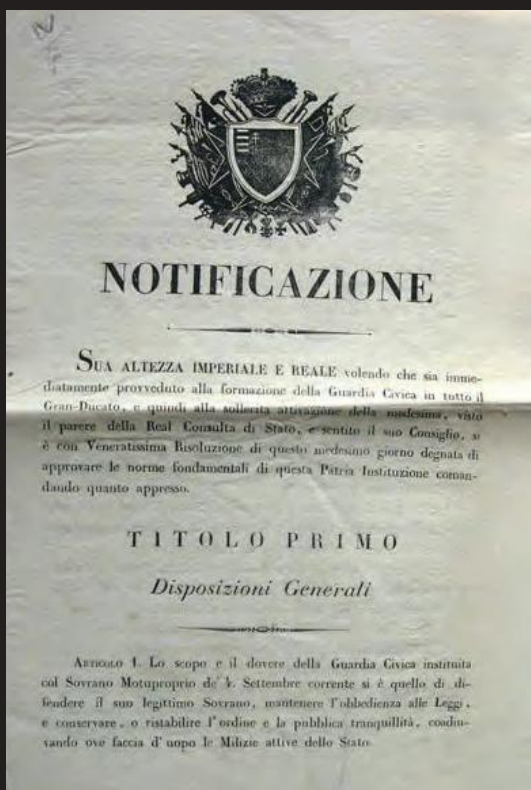 NOTIFICAZIONE
SUA ALTEZZA IMPERIALE E REALE volendo che sia imme-
diatamente provveduto alla formazione della Guardia Civica in tutto il
Gran-Ducato, e quindi alla sollecita attivazione della medesima, visto
il parere della Real Consulta di Stato, e sentito il suo Consiglio, si
è con Veneratissima Risoluzione di questo medesimo giorno degnata di
approvare le norme fondamentali di questa Patria Instituzione coman-
dando quanto appresso.
TITOLO PRIMO
Disposizioni Generali
ARTICOLO 1. Lo scopo e il dovere della Guardia Civica instituita
col Sovrano Motuproprio de' 4. Settembre corrente si è quello di di-
fendere il suo legittimo Sovrano, mantenere l'obbedienza alle Leggi,
e conservare, o ristabilire l'ordine e la pubblica tranquillità, coadiu-
vando ove faccia d'uopo le Milizie attive dello Stato.